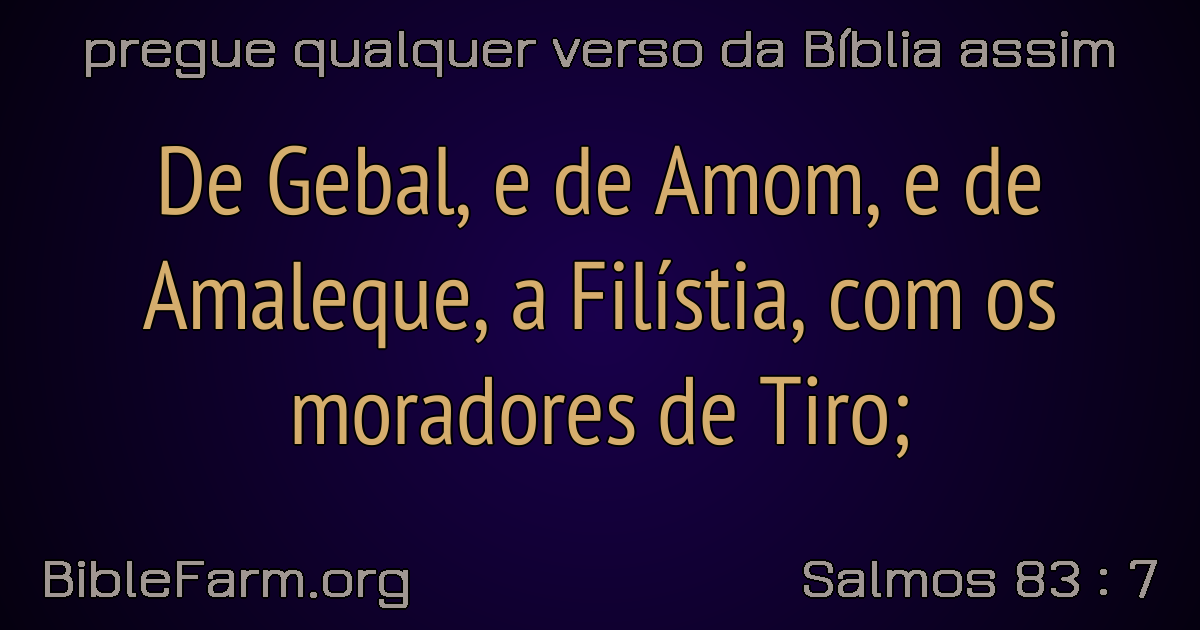 pregue qualquer verso da Bíblia assim
De Gebal, e de Amom, e de
Amaleque, a Filístia, com os
moradores de Tiro;
BibleFarm.org
Salmos 83 : 7